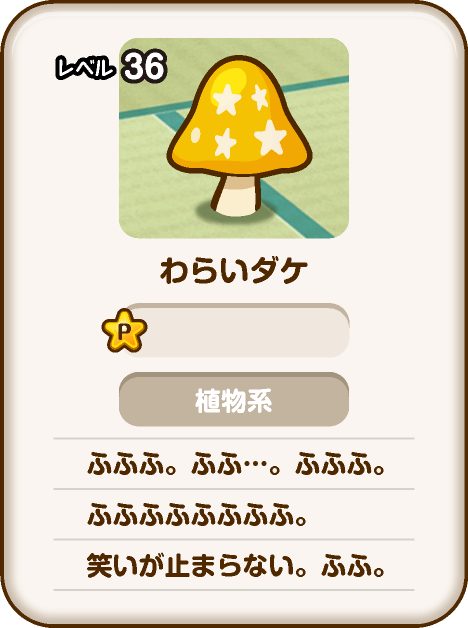 レベル 36
わらいダケ
P
植物系
ふふふ。ふふ…。ふふふ。
ふふふふふふふふ。
笑いが止まらない。ふふ。